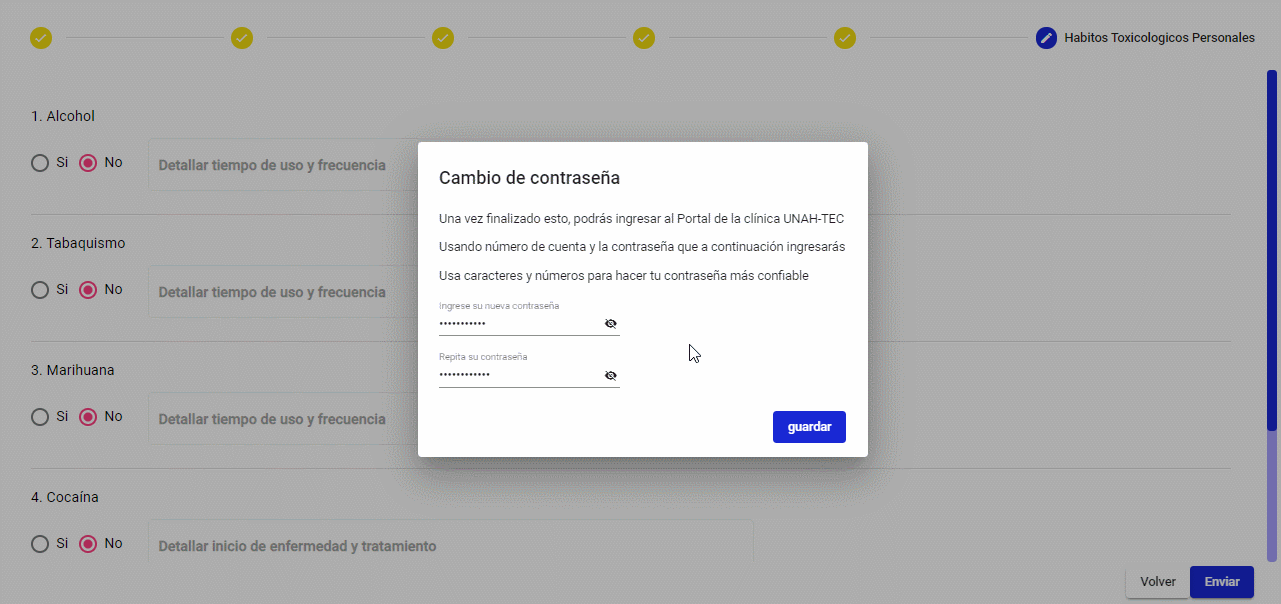 Habitos Toxicologicos Personales
1. Alcohol
Si No Detallar tiempo de uso y frecuencia
2. Tabaquismo
Si No Detallar tiempo de uso y frecuencia
3. Marihuana
Si No Detallar tiempo de uso y frecuencia
4. Cocaína
Si No Detallar inicio de enfermedad y tratamiento
Cambio de contraseña
Una vez finalizado esto, podrás ingresar al Portal de la clínica UNAH-TEC
Usando número de cuenta y la contraseña que a continuación ingresarás
Usa caracteres y números para hacer tu contraseña más confiable
Ingrese su nueva contraseña
•••••••••••
Repita su contraseña
••••••••••••
guardar
Volver Enviar